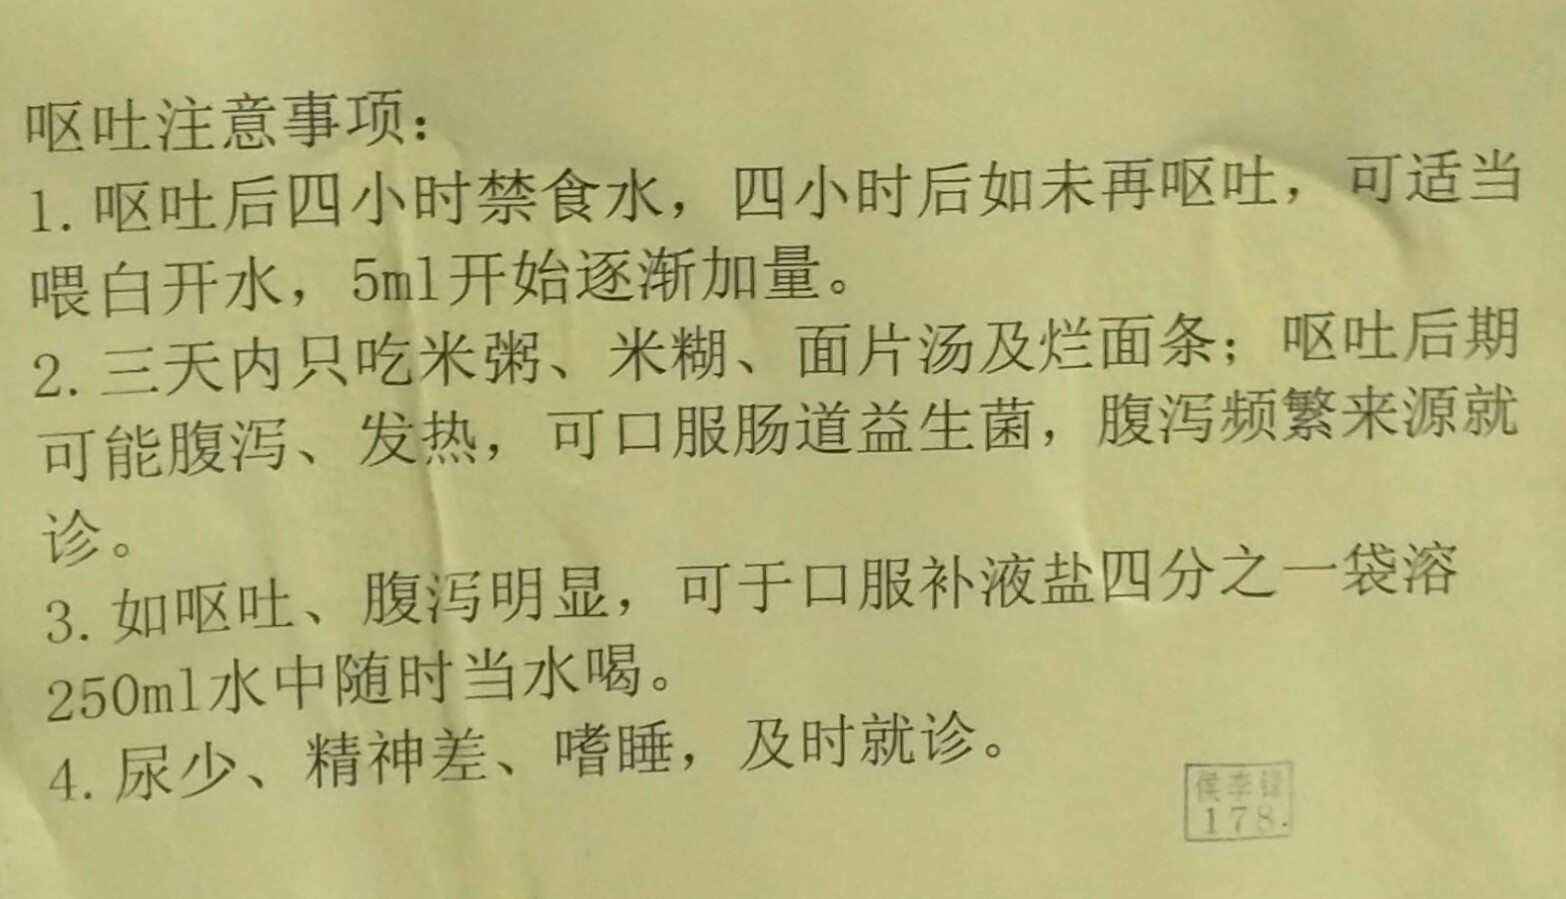 呕吐注意事项：
1. 呕吐后四小时禁食水，四小时后如未再呕吐，可适当
喂白开水，5ml开始逐渐加量。
2. 三天内只吃米粥、米糊、面片汤及烂面条；呕吐后期
可能腹泻、发热，可口服肠道益生菌，腹泻频繁来源就
诊。
3. 如呕吐、腹泻明显，可于口服补液盐四分之一袋溶
250ml水中随时当水喝。
4. 尿少、精神差、嗜睡，及时就诊。
178.